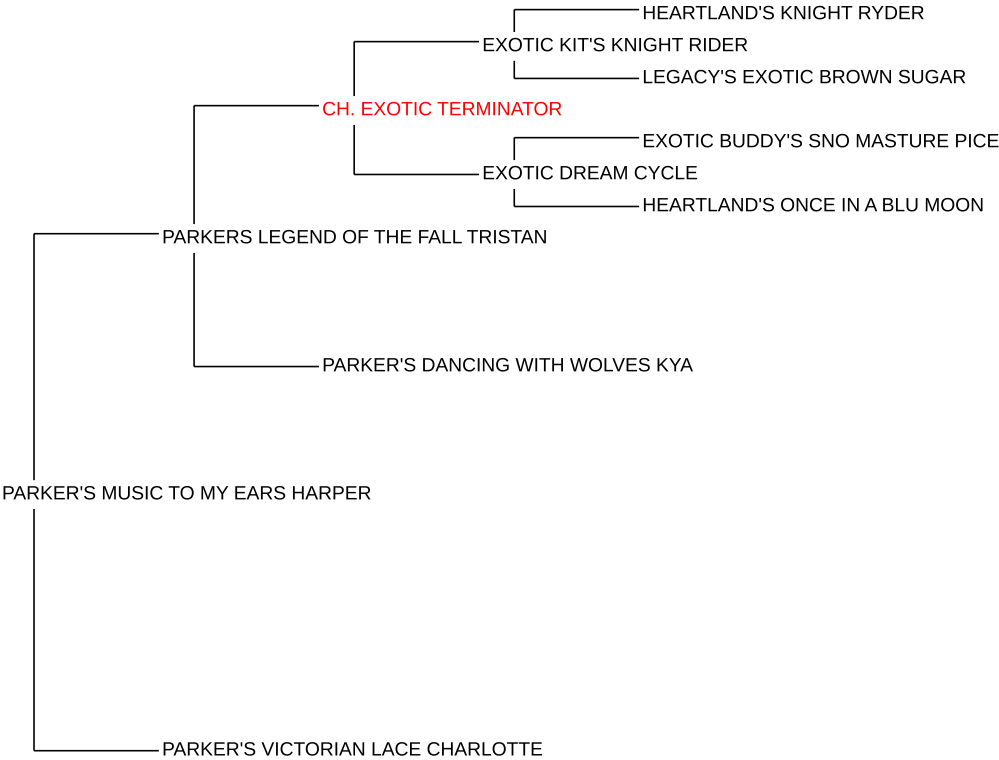 HEARTLAND'S KNIGHT RYDER
EXOTIC KIT'S KNIGHT RIDER
LEGACY'S EXOTIC BROWN SUGAR
CH. EXOTIC TERMINATOR
EXOTIC BUDDY'S SNO MASTURE PICE
EXOTIC DREAM CYCLE
HEARTLAND'S ONCE IN A BLU MOON
PARKERS LEGEND OF THE FALL TRISTAN
PARKER'S DANCING WITH WOLVES KYA
PARKER'S MUSIC TO MY EARS HARPER
PARKER'S VICTORIAN LACE CHARLOTTE